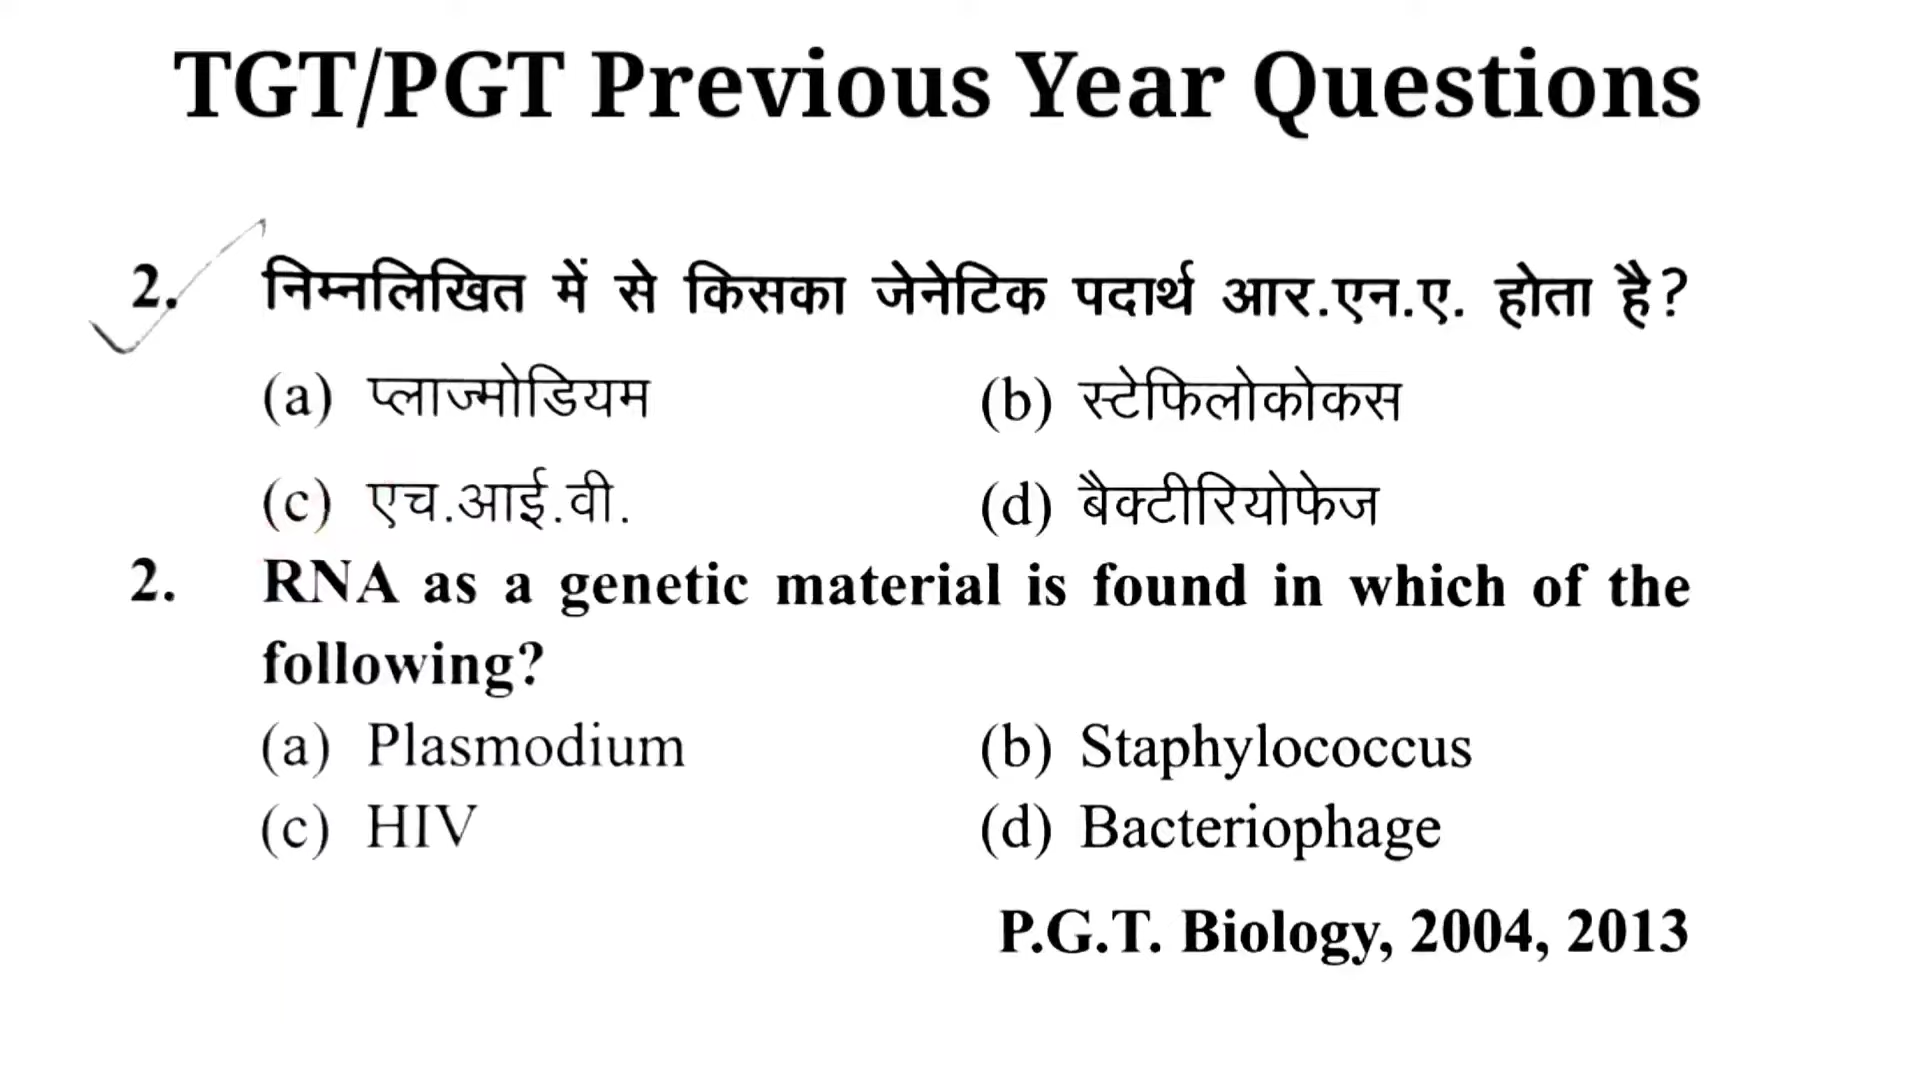 TGT/PGT Previous Year Questions
2. निम्नलिखित में से किसका जेनेटिक पदार्थ आर.एन.ए. होता है?
(a) प्लाज्मोडियम (b) स्टेफिलोकोकस
(c) एच.आई.वी. (d) बैक्टीरियोफेज
2. RNA as a genetic material is found in which of the
following?
(a) Plasmodium (b) Staphylococcus
(c) HIV (d) Bacteriophage
P.G.T. Biology, 2004, 2013